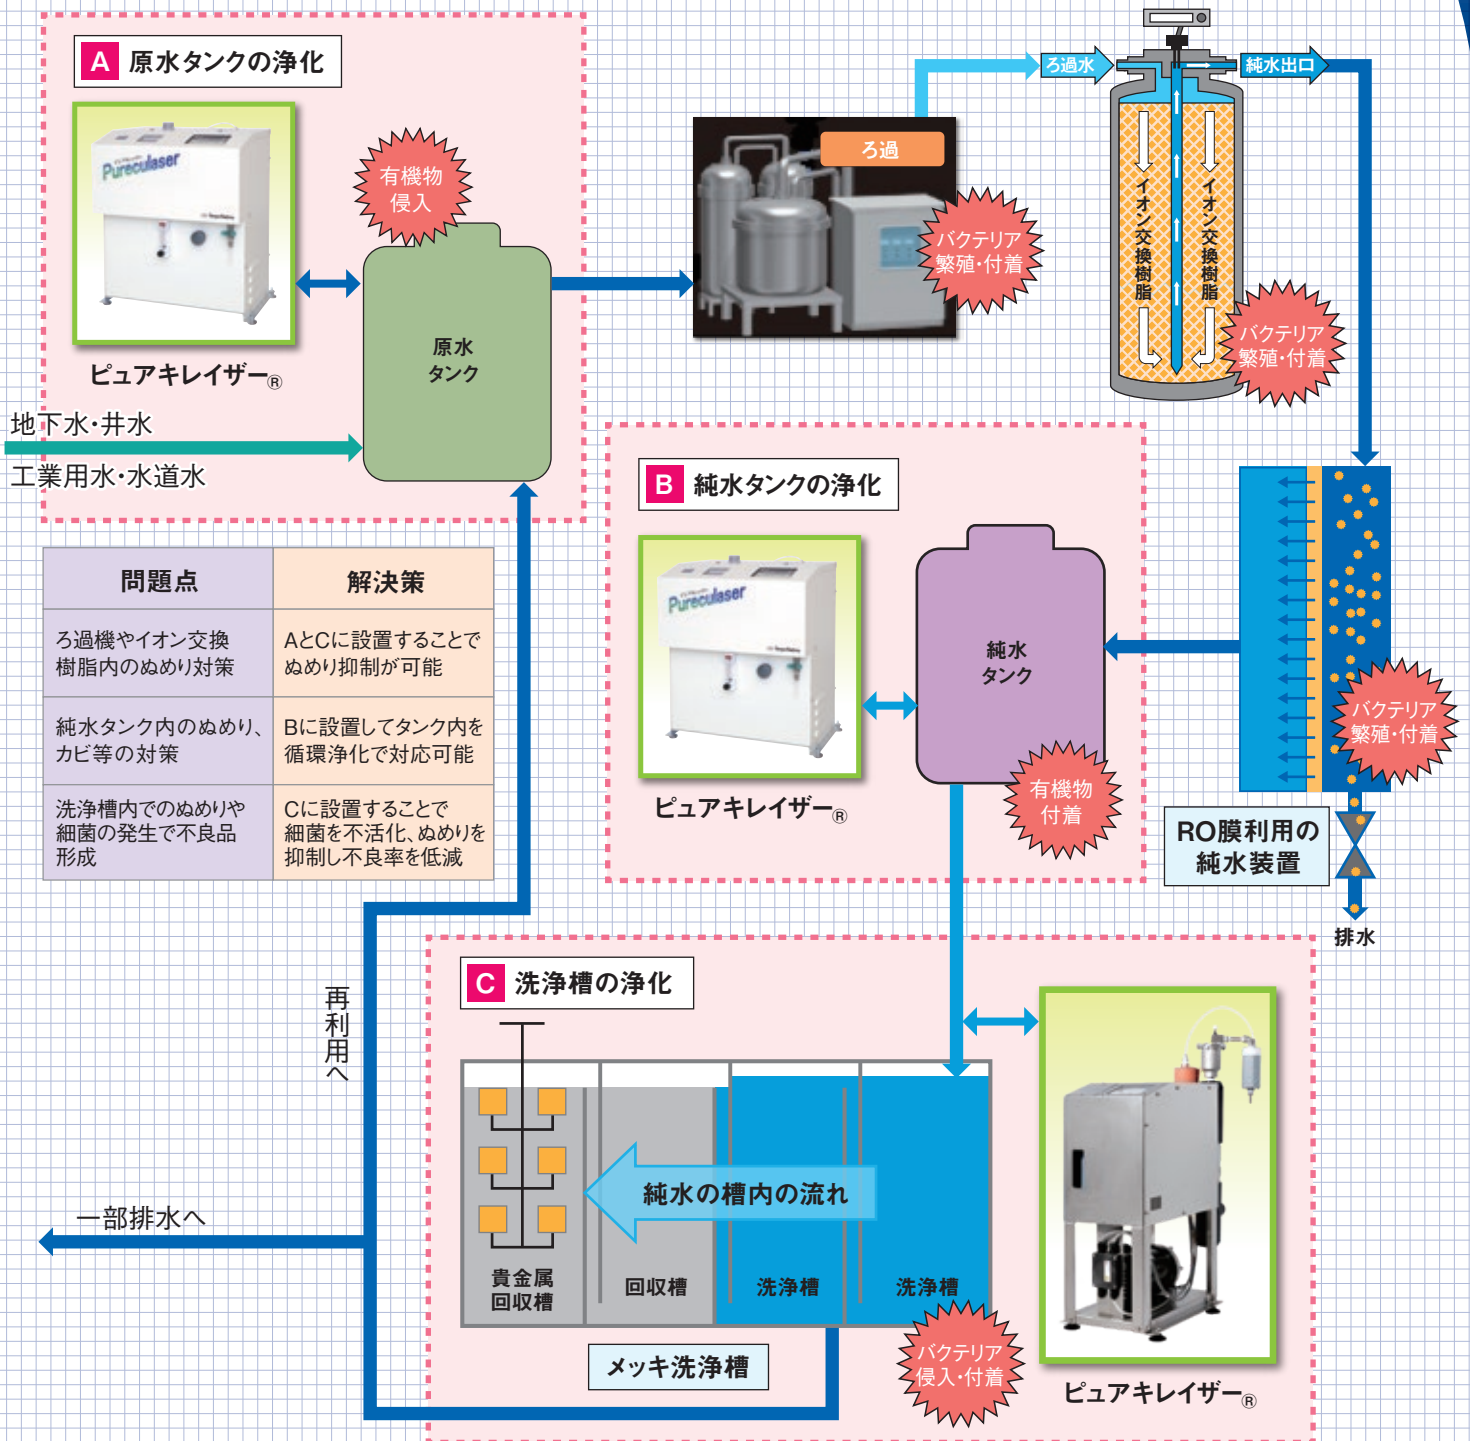 A 原水タンクの浄化
Pureculaser
有機物
侵入
原水
タンク
ピュアキレイザー®
地下水・井水
工業用水・水道水
ろ過
バクテリア
繁殖・付着
ろ過水
純水出口
イオン交換樹脂
イオン交換樹脂
バクテリア
繁殖・付着
B 純水タンクの浄化
Pureculaser
純水
タンク
有機物
付着
ピュアキレイザー®
バクテリア
繁殖・付着
RO膜利用の
純水装置
排水
問題点
解決策
ろ過機やイオン交換
樹脂内のぬめり対策
AとCに設置することで
ぬめり抑制が可能
純水タンク内のぬめり、
カビ等の対策
Bに設置してタンク内を
循環浄化で対応可能
洗浄槽内でのぬめりや
細菌の発生で不良品
形成
Cに設置することで
細菌を不活化、ぬめりを
抑制し不良率を低減
再利用へ
一部排水へ
C 洗浄槽の浄化
純水の槽内の流れ
貴金属
回収槽
回収槽
洗浄槽
洗浄槽
メッキ洗浄槽
バクテリア
侵入・付着
ピュアキレイザー®